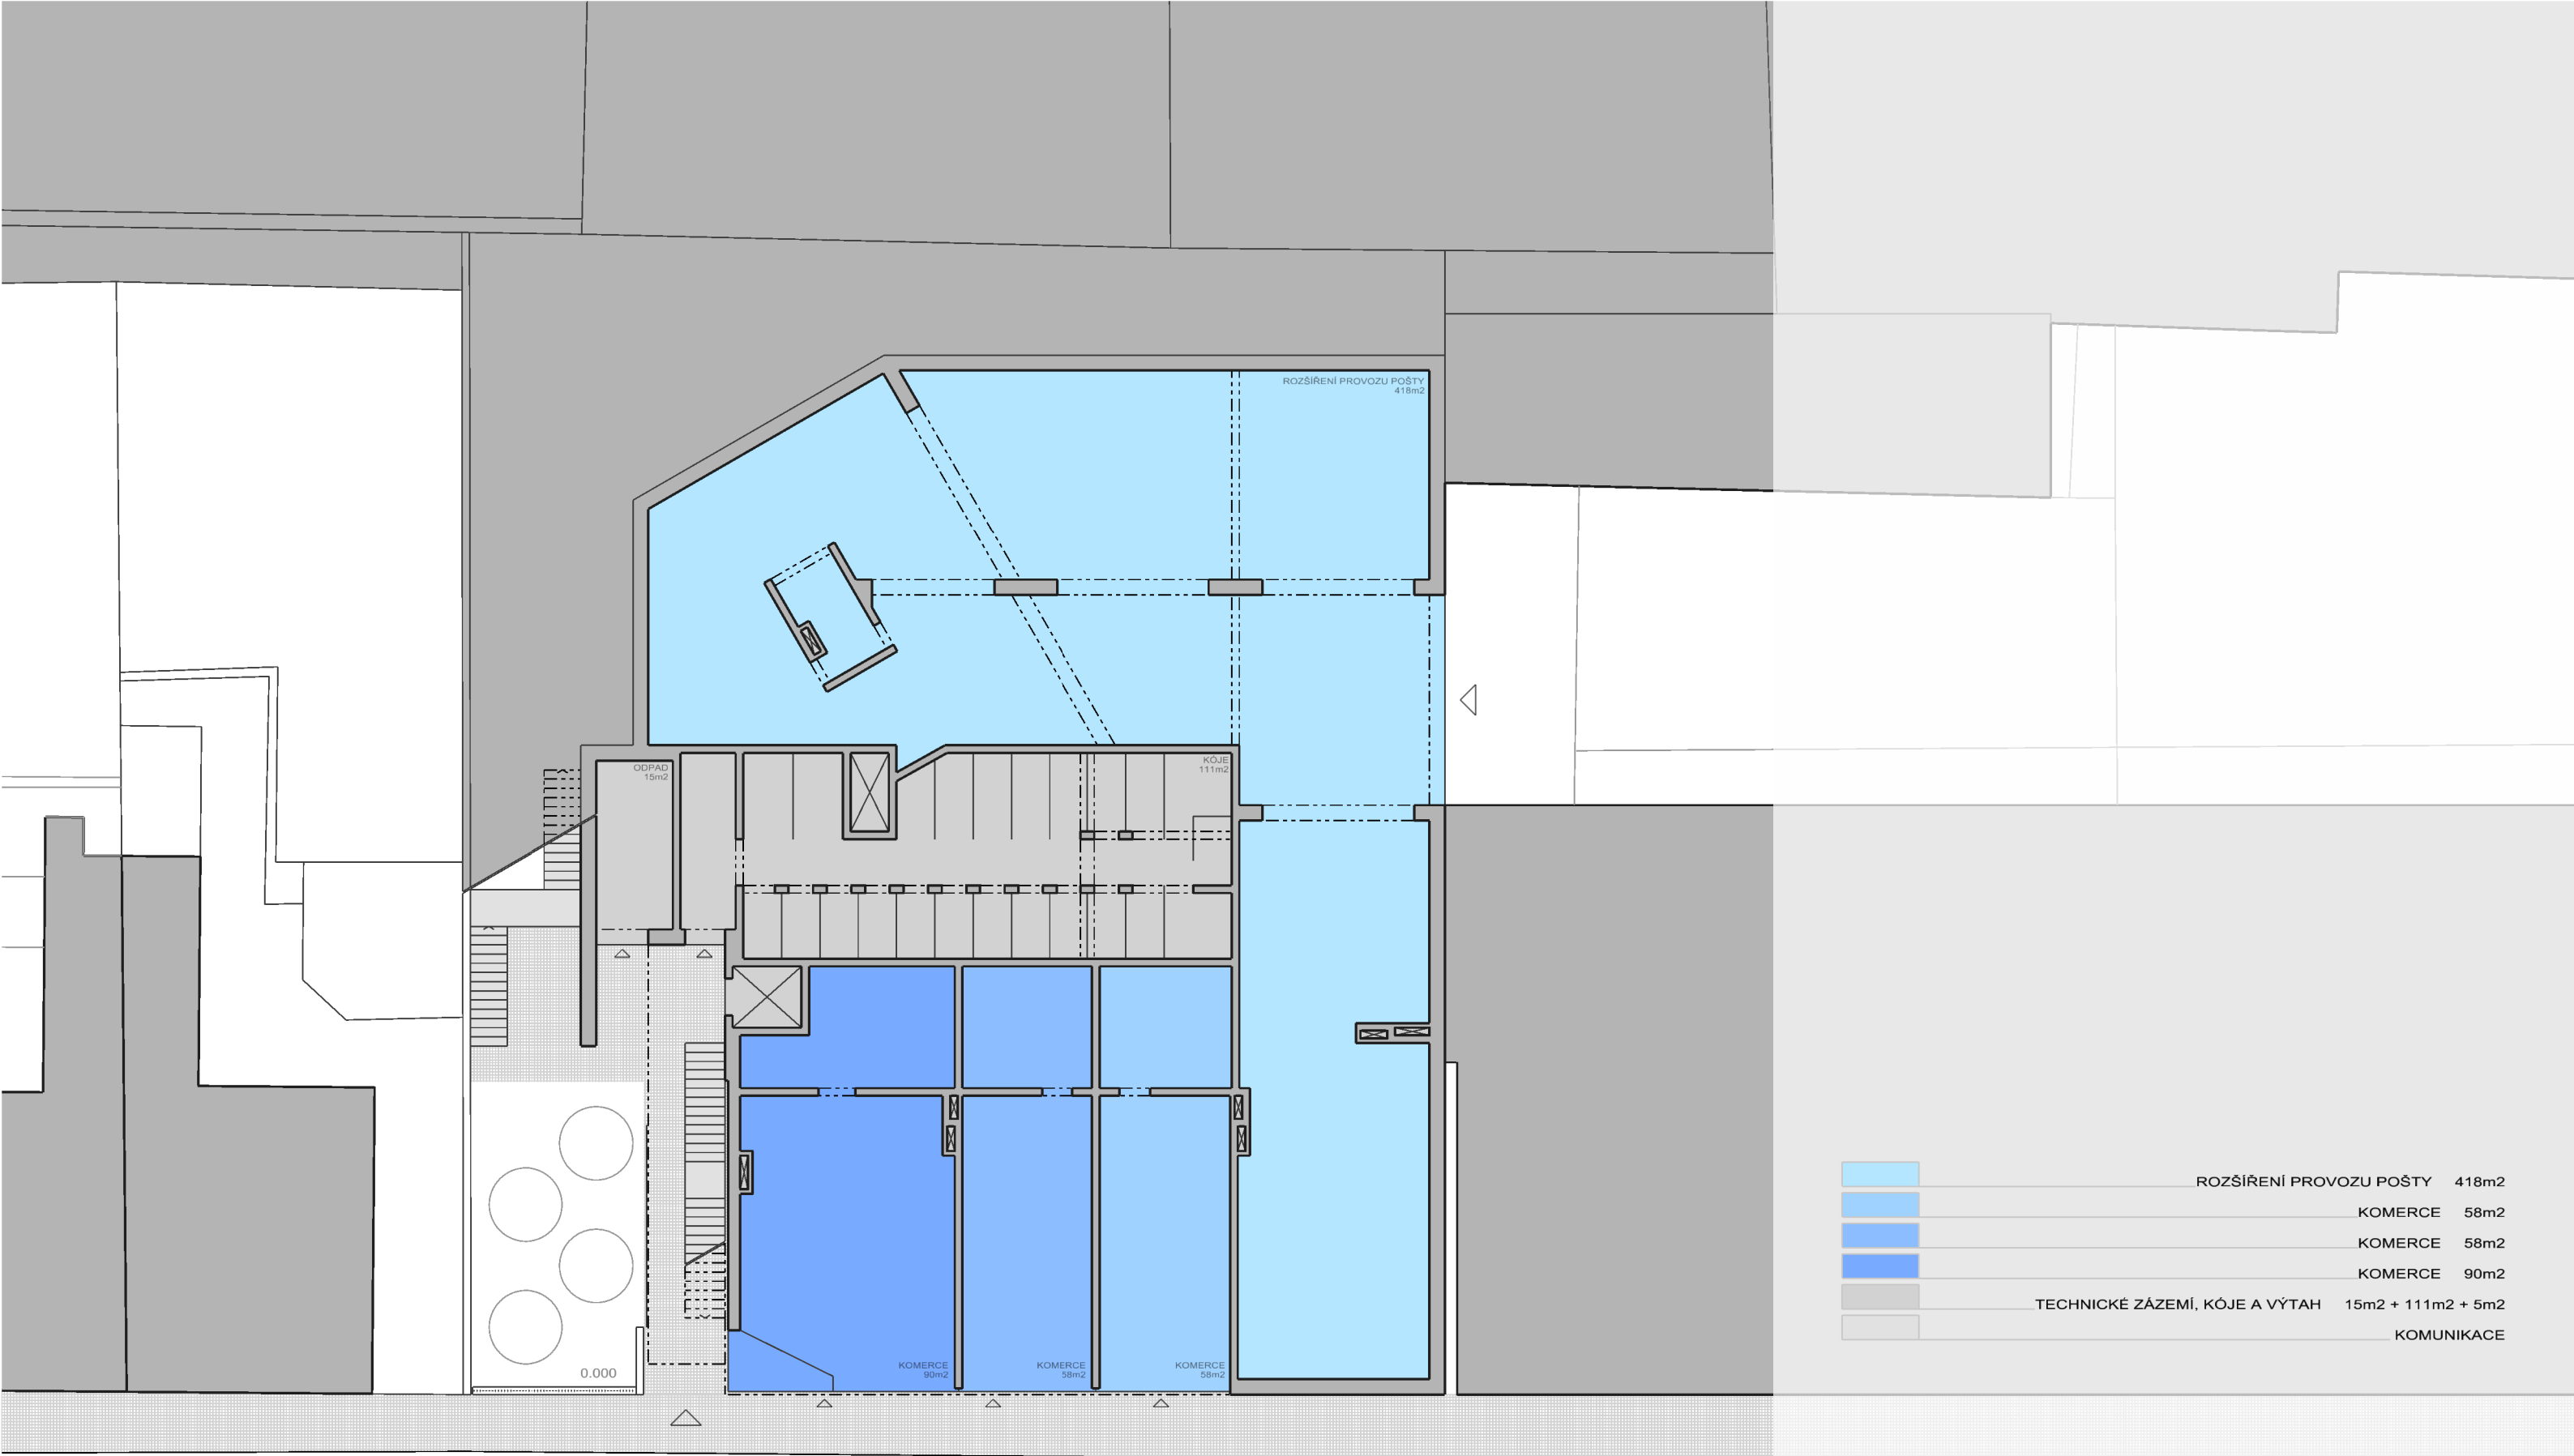 ROZŠÍŘENÍ PROVOZU POŠTY
418m2
ODPAD
15m2
KÓJE
111m2
KOMERCE
90m2
KOMERCE
58m2
KOMERCE
58m2
0.000
ROZŠÍŘENÍ PROVOZU POŠTY 418m2
KOMERCE 58m2
KOMERCE 58m2
KOMERCE 90m2
TECHNICKÉ ZÁZEMÍ, KÓJE A VÝTAH 15m2 + 111m2 + 5m2
KOMUNIKACE